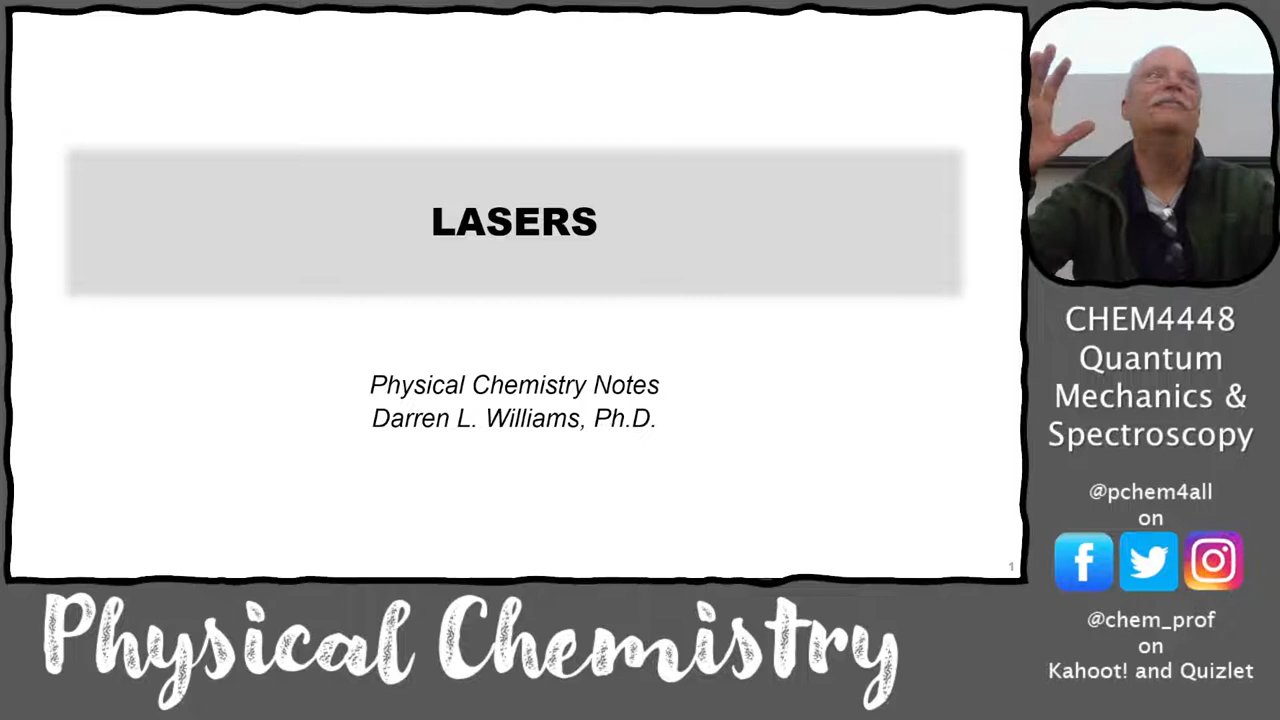 LASERS
Physical Chemistry Notes
Darren L. Williams, Ph.D.
1
CHEM4448
Quantum
Mechanics &
Spectroscopy
@pchem4all
on
@chem_prof
on
Kahoot! and Quizlet
Physical Chemistry